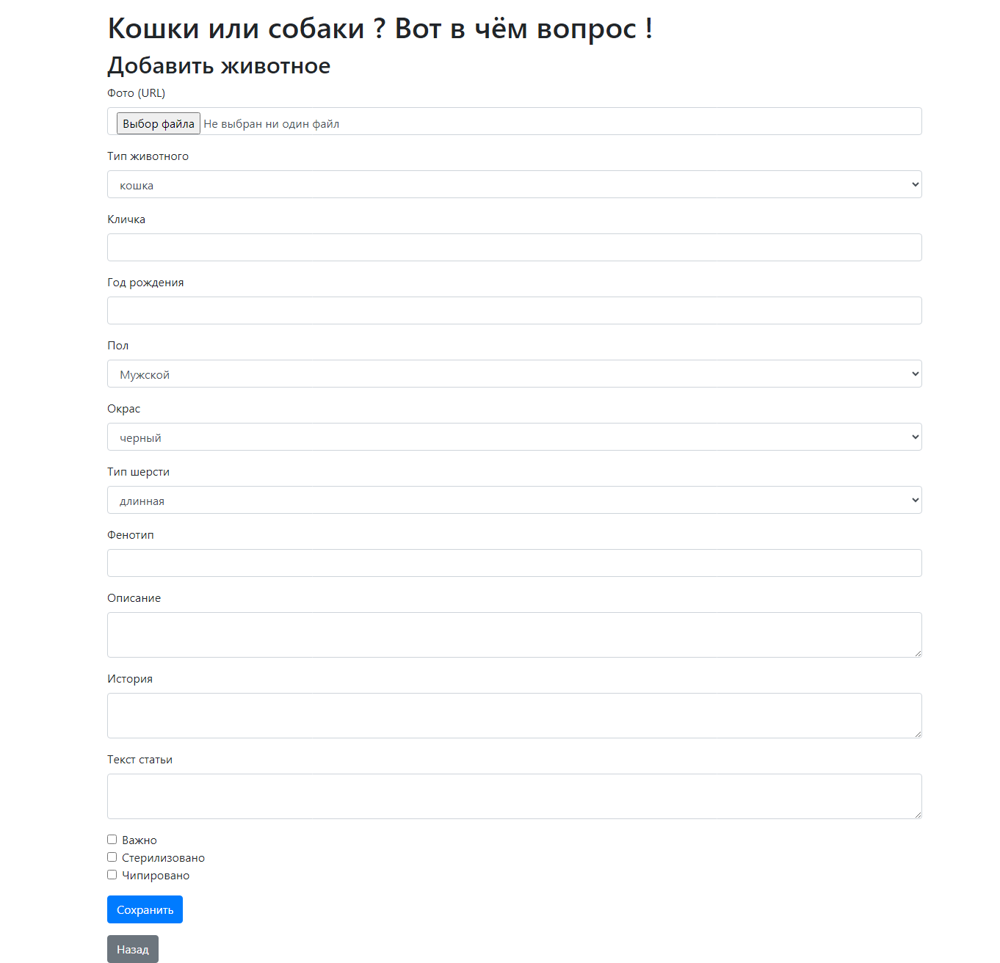 Кошки или собаки ? Вот в чём вопрос !
Добавить животное
Фото (URL)
Выбор файла Не выбран ни один файл
Тип животного
кошка
Кличка
Год рождения
Пол
Мужской
Окрас
черный
Тип шерсти
длинная
Фенотип
Описание
История
Текст статьи
Важно
Стерилизовано
Чипировано
Сохранить
Назад